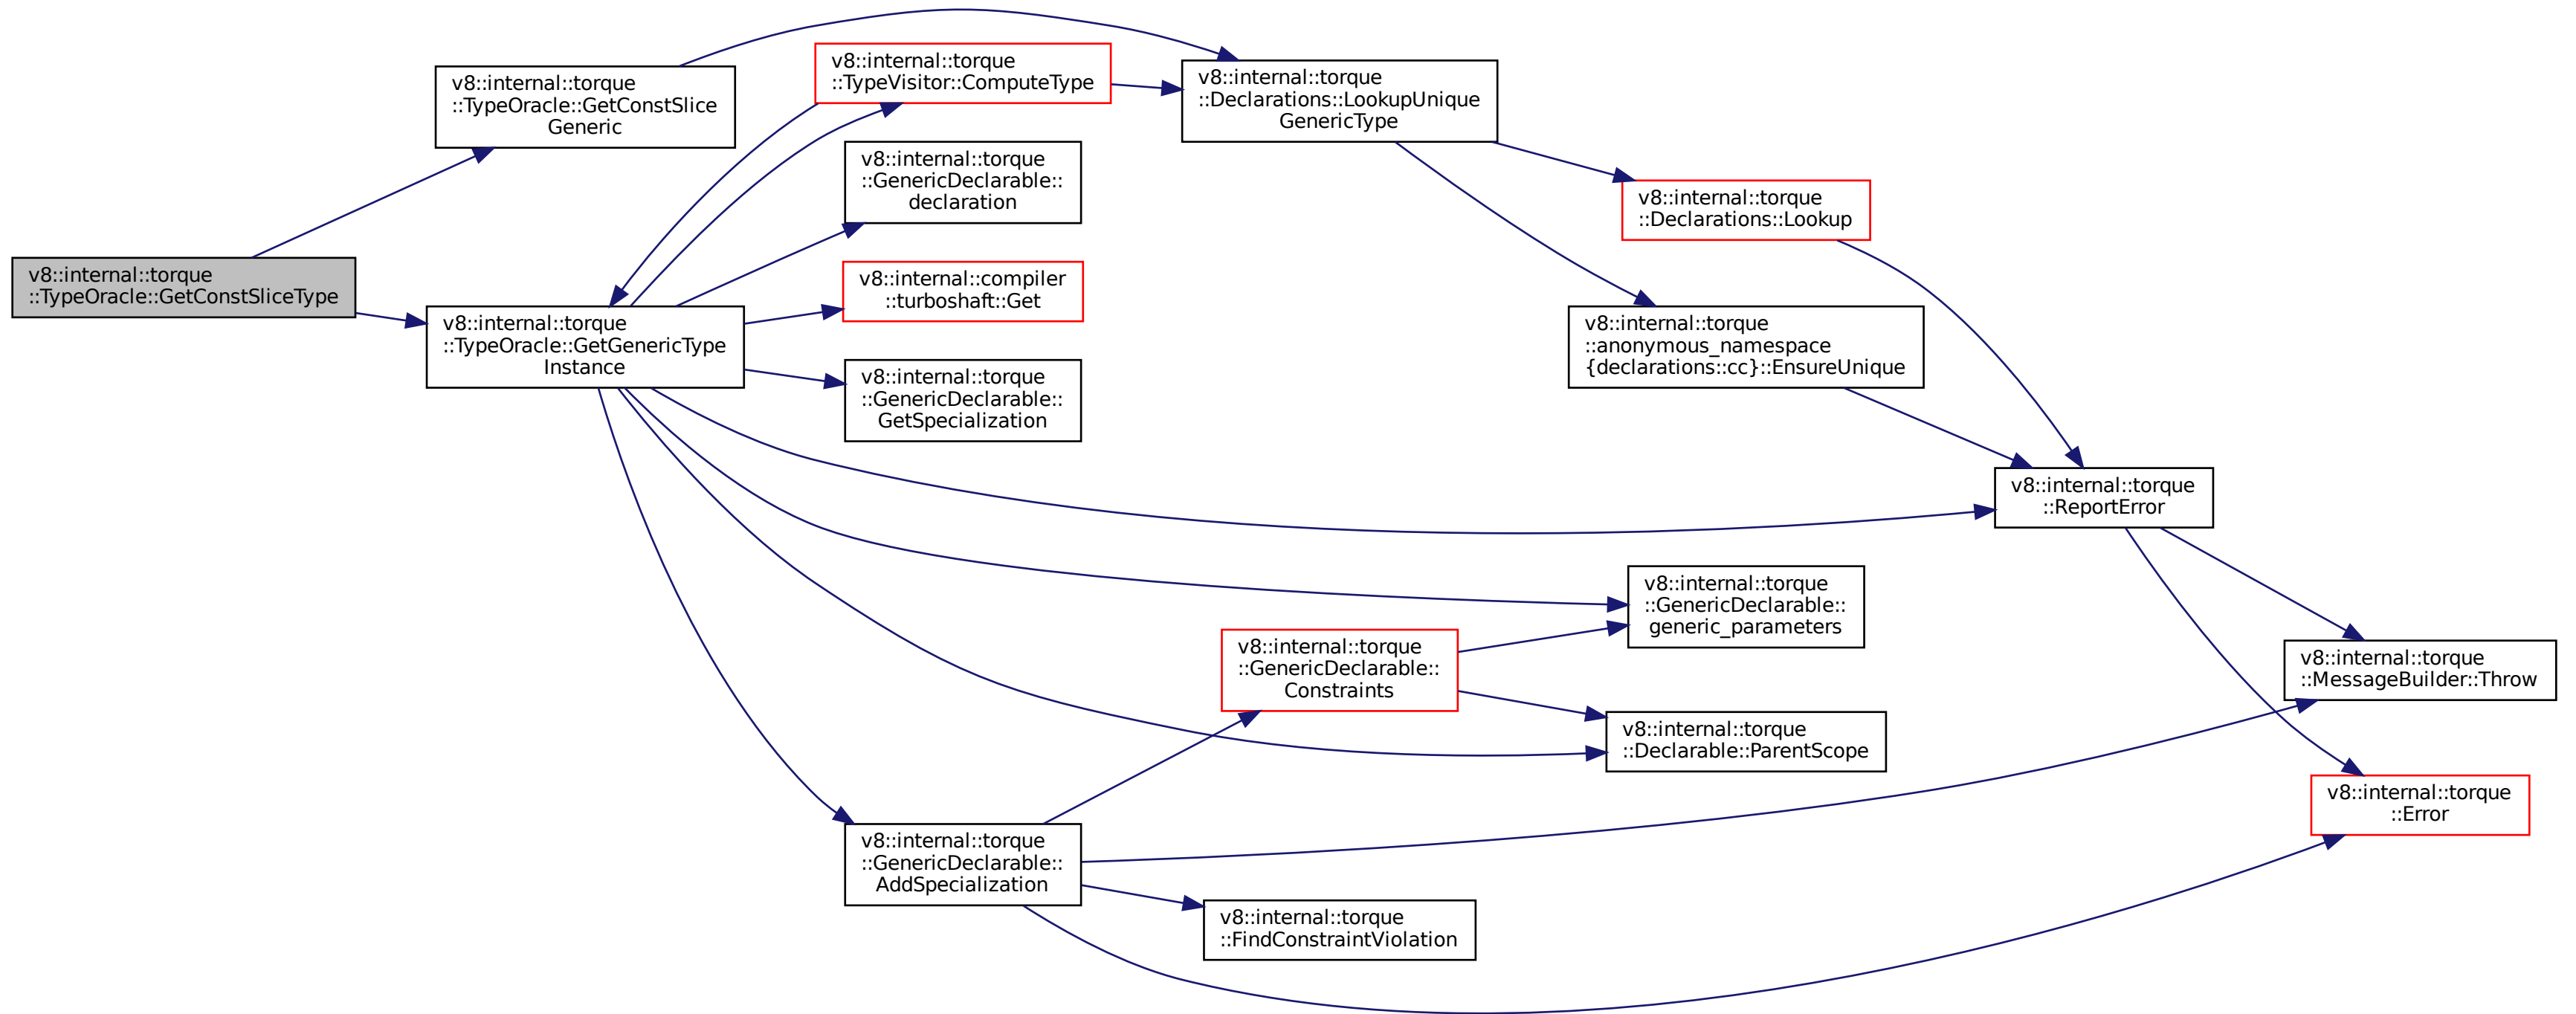 v8::internal::torque
::TypeOracle::GetConstSliceType
v8::internal::torque
::TypeOracle::GetConstSlice
Generic
v8::internal::torque
::TypeOracle::GetGenericType
Instance
v8::internal::torque
::TypeVisitor::ComputeType
v8::internal::torque
::GenericDeclarable::
declaration
v8::internal::compiler
::turboshaft::Get
v8::internal::torque
::GenericDeclarable::
GetSpecialization
v8::internal::torque
::GenericDeclarable::
AddSpecialization
v8::internal::torque
::Declarations::LookupUnique
GenericType
v8::internal::torque
::GenericDeclarable::
Constraints
v8::internal::torque
::FindConstraintViolation
v8::internal::torque
::Declarations::Lookup
v8::internal::torque
::anonymous_namespace
{declarations::cc}::EnsureUnique
v8::internal::torque
::GenericDeclarable::
generic_parameters
v8::internal::torque
::Declarable::ParentScope
v8::internal::torque
::ReportError
v8::internal::torque
::MessageBuilder::Throw
v8::internal::torque
::Error